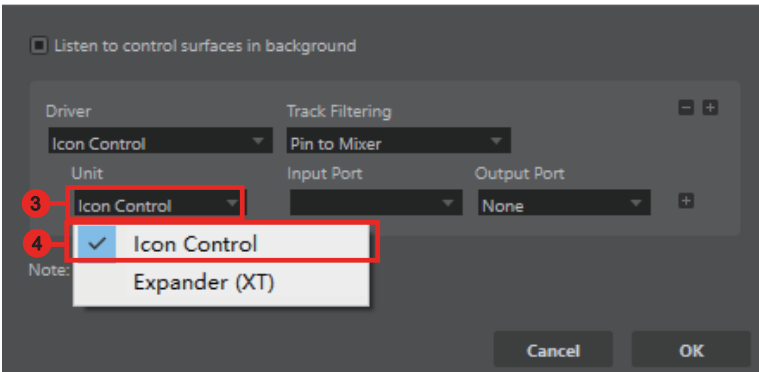 Listen to control surfaces in background
Driver Track Filtering
Icon Control Pin to Mixer
Unit Input Port Output Port
3 Icon Control None
4 Icon Control
Note:
Expander (XT)
Cancel OK